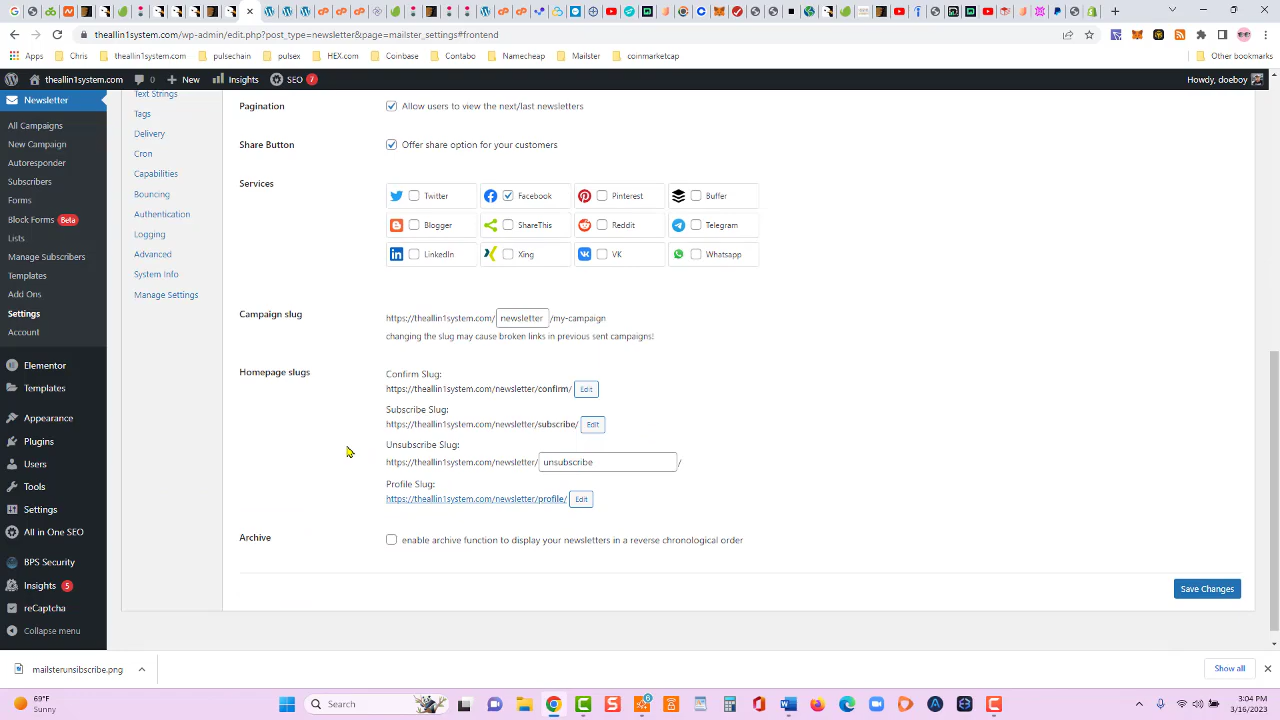 theallin1system.com/wp-admin/edit.php?post_type=newsletter&page=mailster_settings#frontend
Apps Chris theallin1system.com pulsechain pulsex HEX.com Coinbase Contabo Namecheap Mailster coinmarketcap Other bookmarks
theallin1system.com 0 New Insights SEO 7 Howdy, doeboy
Newsletter
All Campaigns
New Campaign
Autoresponder
Subscribers
Forms
Block Forms Beta
Lists
Manage Subscribers
Templates
Add Ons
Settings
Account
Elementor
Templates
Appearance
Plugins
Users
Tools
Settings
All in One SEO
BPS Security
Insights 5
reCaptcha
Collapse menu
Text Strings
Tags
Delivery
Cron
Capabilities
Bouncing
Authentication
Logging
Advanced
System Info
Manage Settings
Pagination Allow users to view the next/last newsletters
Share Button Offer share option for your customers
Services Twitter Facebook Pinterest Buffer
Blogger ShareThis Reddit Telegram
LinkedIn Xing VK Whatsapp
Campaign slug https://theallin1system.com/ newsletter /my-campaign
changing the slug may cause broken links in previous sent campaigns!
Homepage slugs Confirm Slug:
https://theallin1system.com/newsletter/confirm/ Edit
Subscribe Slug:
https://theallin1system.com/newsletter/subscribe/ Edit
Unsubscribe Slug:
https://theallin1system.com/newsletter/ unsubscribe /
Profile Slug:
https://theallin1system.com/newsletter/profile/ Edit
Archive enable archive function to display your newsletters in a reverse chronological order
Save Changes
mailsterunsibscribe.png Show all
69°F
Sunny
Search
6
3:04 PM
3/16/2023